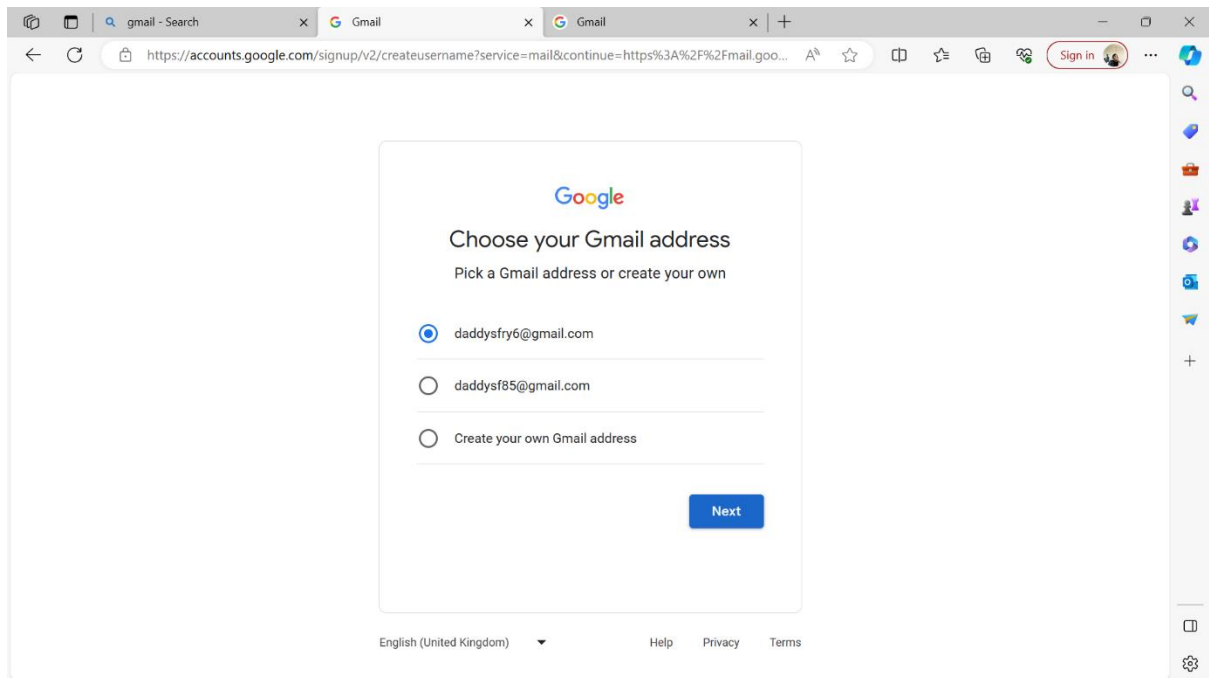 gmail - Search
Gmail
Gmail
https://accounts.google.com/signup/v2/createusername?service=mail&continue=https%3A%2F%2Fmail.goo...
Sign in
Google
Choose your Gmail address
Pick a Gmail address or create your own
daddysfry6@gmail.com
daddysf85@gmail.com
Create your own Gmail address
Next
English (United Kingdom)
Help Privacy Terms